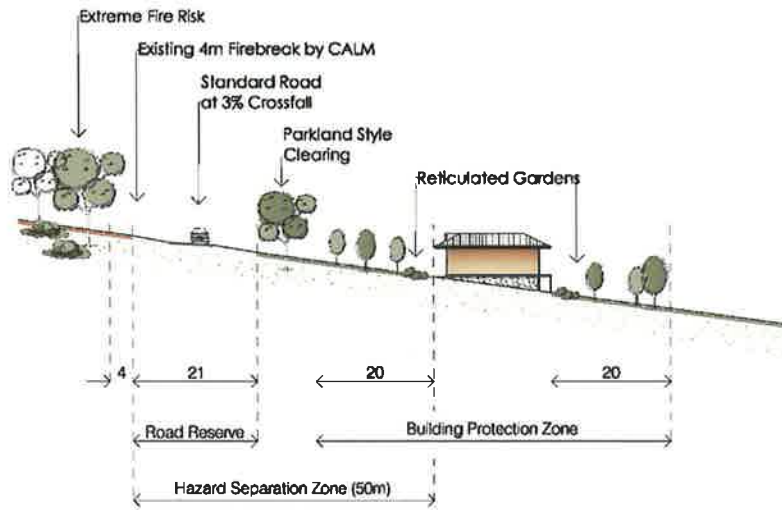 Extreme Fire Risk
Existing 4m Firebreak by CALM
Standard Road
at 3% Crossfall
Parkland Style
Clearing
Reticulated Gardens
4
21
20
20
Road Reserve
Building Protection Zone
Hazard Separation Zone (50m)